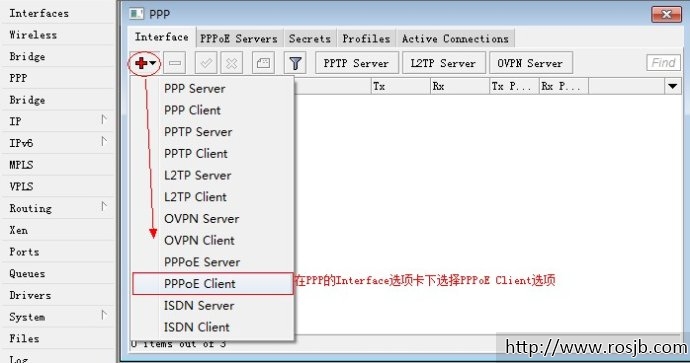 Interfaces
Wireless
Bridge
PPP
Bridge
IP
IPv6
MPLS
VPLS
Routing
Xen
Ports
Queues
Drivers
System
Files
Log
PPP
Interface PPPoE Servers Secrets Profiles Active Connections
PPTP Server L2TP Server OVPN Server Find
Tx Rx Tx P... Rx P...
PPP Server
PPP Client
PPTP Server
PPTP Client
L2TP Server
L2TP Client
OVPN Server
OVPN Client
PPPoE Server
PPPoE Client
在PPP的Interface选项卡下选择PPPoE Client选项
ISDN Server
ISDN Client
0 items out of 3
http://www.rosjb.com